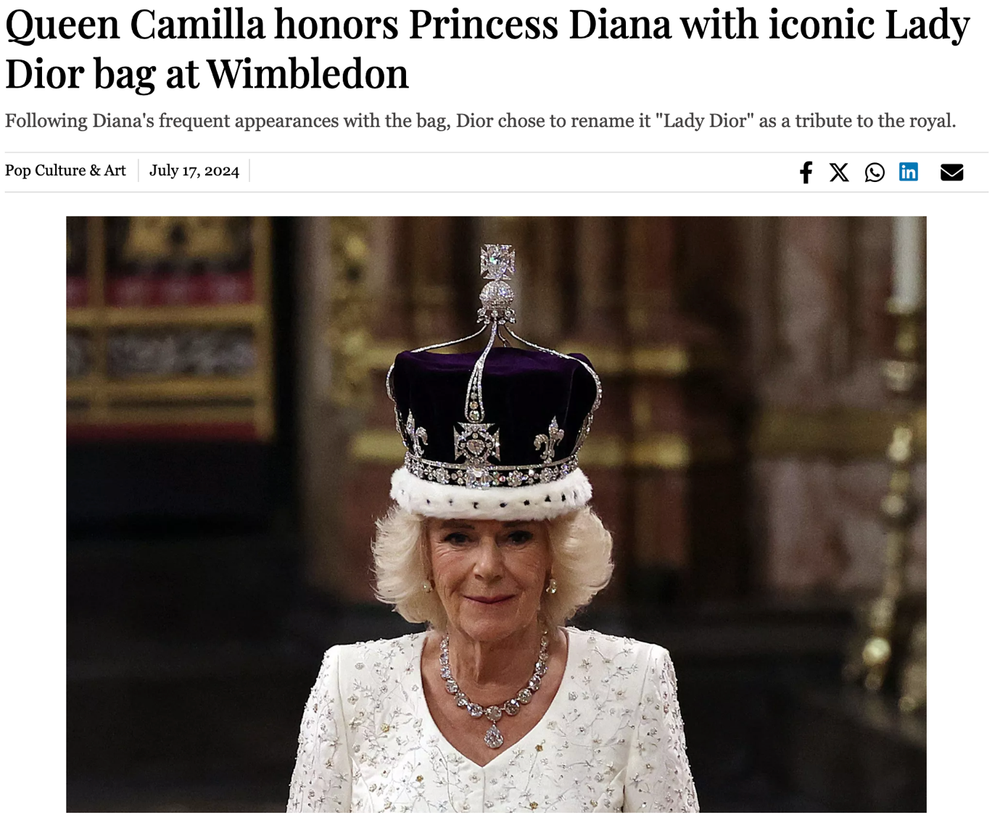 Queen Camilla honors Princess Diana with iconic Lady
Dior bag at Wimbledon
Following Diana's frequent appearances with the bag, Dior chose to rename it "Lady Dior" as a tribute to the royal.
Pop Culture & Art
July 17, 2024
in